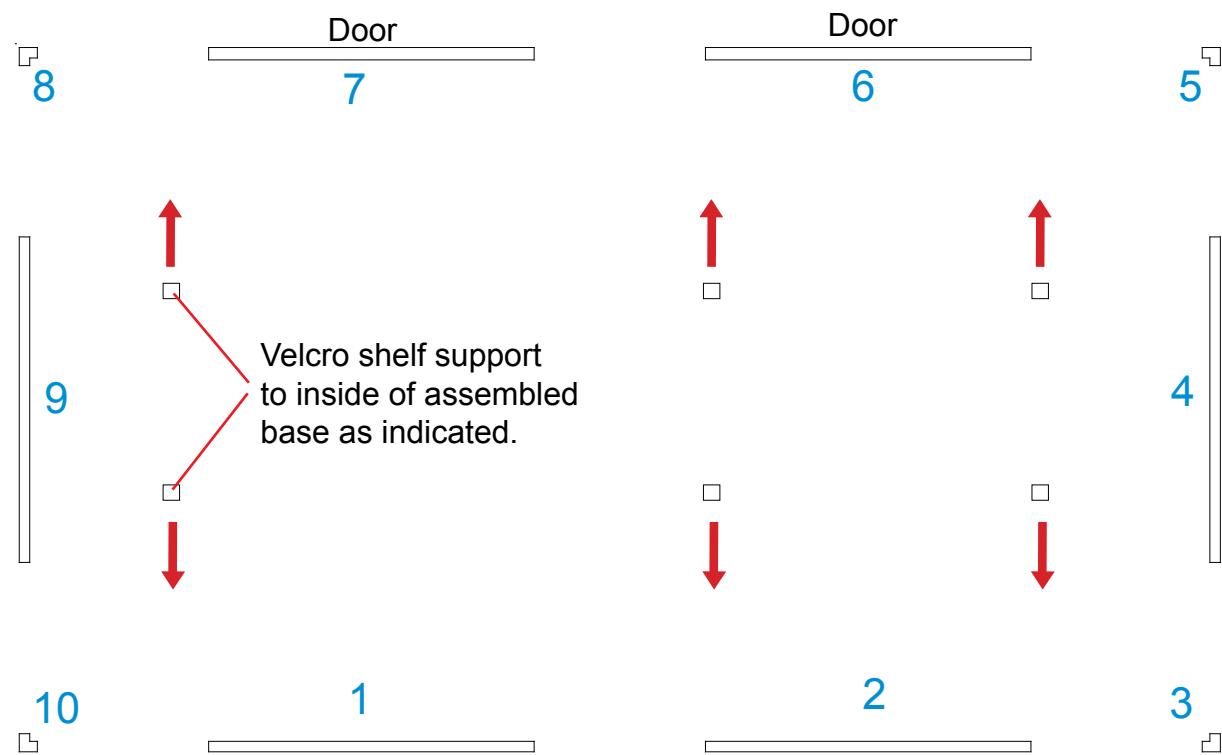 Door
Door
8
7
6
5
Velcro shelf support
to inside of assembled
base as indicated.
9
4
10
1
2
3